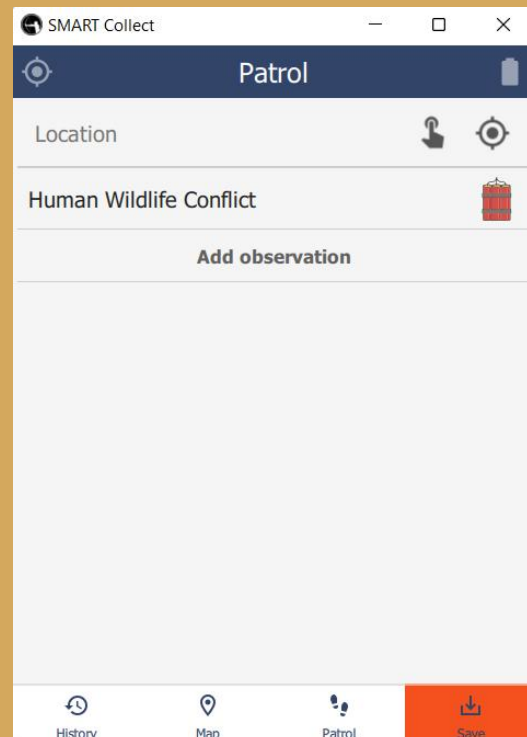 SMART Collect
Patrol
Location
Human Wildlife Conflict
Add observation
History Map Patrol Save